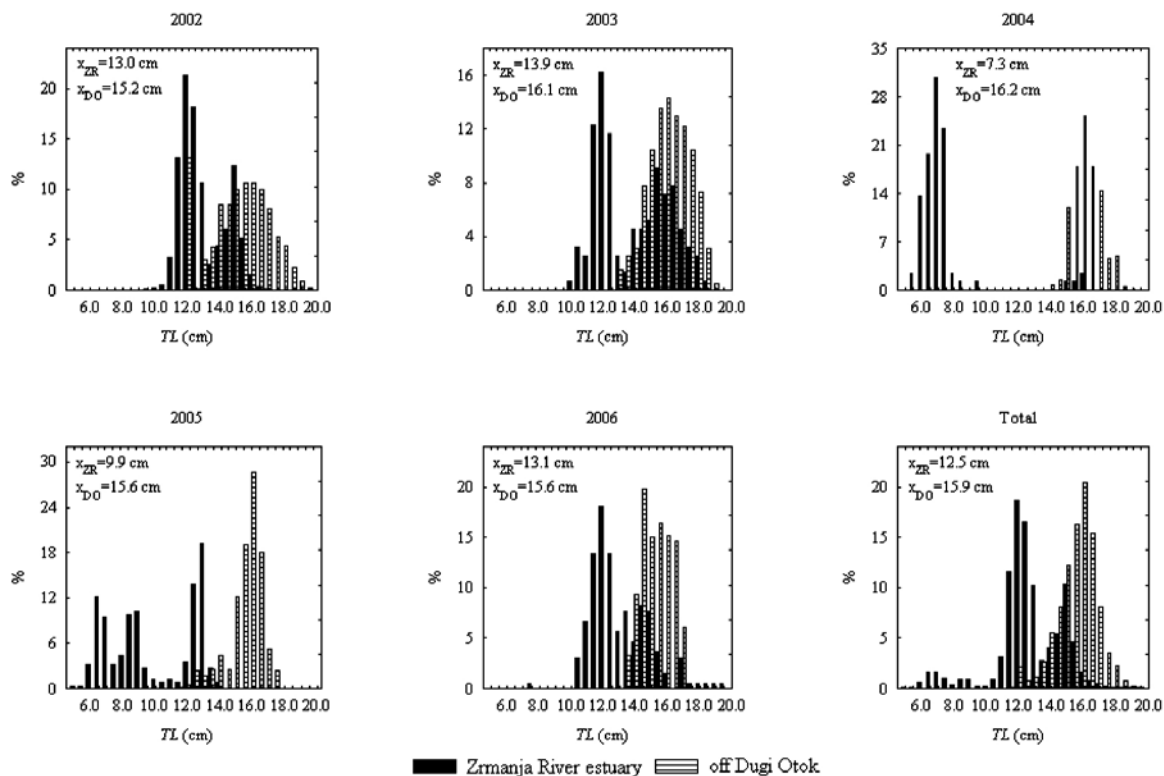 2002
x_ZR=13.0 cm
x_DO=15.2 cm
%
20
15
10
5
0
6.0 8.0 10.0 12.0 14.0 16.0 18.0 20.0
TL (cm)
2003
x_ZR=13.9 cm
x_DO=16.1 cm
%
16
12
8
4
0
6.0 8.0 10.0 12.0 14.0 16.0 18.0 20.0
TL (cm)
2004
x_ZR=7.3 cm
x_DO=16.2 cm
%
35
28
21
14
7
0
6.0 8.0 10.0 12.0 14.0 16.0 18.0 20.0
TL (cm)
2005
x_ZR=9.9 cm
x_DO=15.6 cm
%
30
24
18
12
6
0
6.0 8.0 10.0 12.0 14.0 16.0 18.0 20.0
TL (cm)
2006
x_ZR=13.1 cm
x_DO=15.6 cm
%
20
15
10
5
0
6.0 8.0 10.0 12.0 14.0 16.0 18.0 20.0
TL (cm)
Total
x_ZR=12.5 cm
x_DO=15.9 cm
%
20
15
10
5
0
6.0 8.0 10.0 12.0 14.0 16.0 18.0 20.0
TL (cm)
Zrmanja River estuary off Dugi Otok